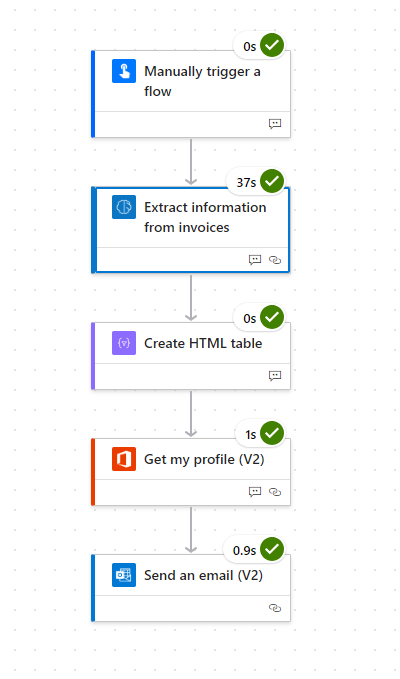 0s
Manually trigger a
flow
37s
Extract information
from invoices
0s
Create HTML table
1s
Get my profile (V2)
0.9s
Send an email (V2)